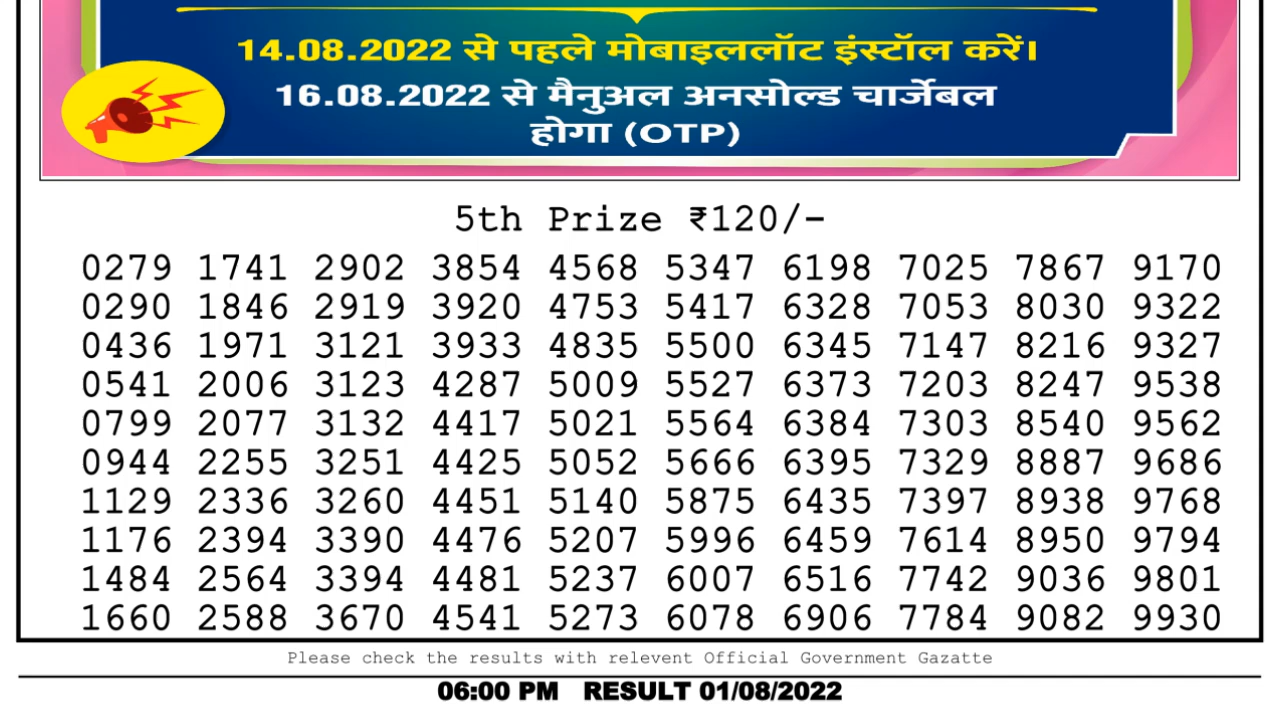 14.08.2022 से पहले मोबाइललॉट इंस्टॉल करें।
16.08.2022 से मैनुअल अनसोल्ड चार्जेबल
होगा (OTP)
5th Prize ₹120/-
0279 1741 2902 3854 4568 5347 6198 7025 7867 9170
0290 1846 2919 3920 4753 5417 6328 7053 8030 9322
0436 1971 3121 3933 4835 5500 6345 7147 8216 9327
0541 2006 3123 4287 5009 5527 6373 7203 8247 9538
0799 2077 3132 4417 5021 5564 6384 7303 8540 9562
0944 2255 3251 4425 5052 5666 6395 7329 8887 9686
1129 2336 3260 4451 5140 5875 6435 7397 8938 9768
1176 2394 3390 4476 5207 5996 6459 7614 8950 9794
1484 2564 3394 4481 5237 6007 6516 7742 9036 9801
1660 2588 3670 4541 5273 6078 6906 7784 9082 9930
Please check the results with relevent Official Government Gazatte
06:00 PM RESULT 01/08/2022